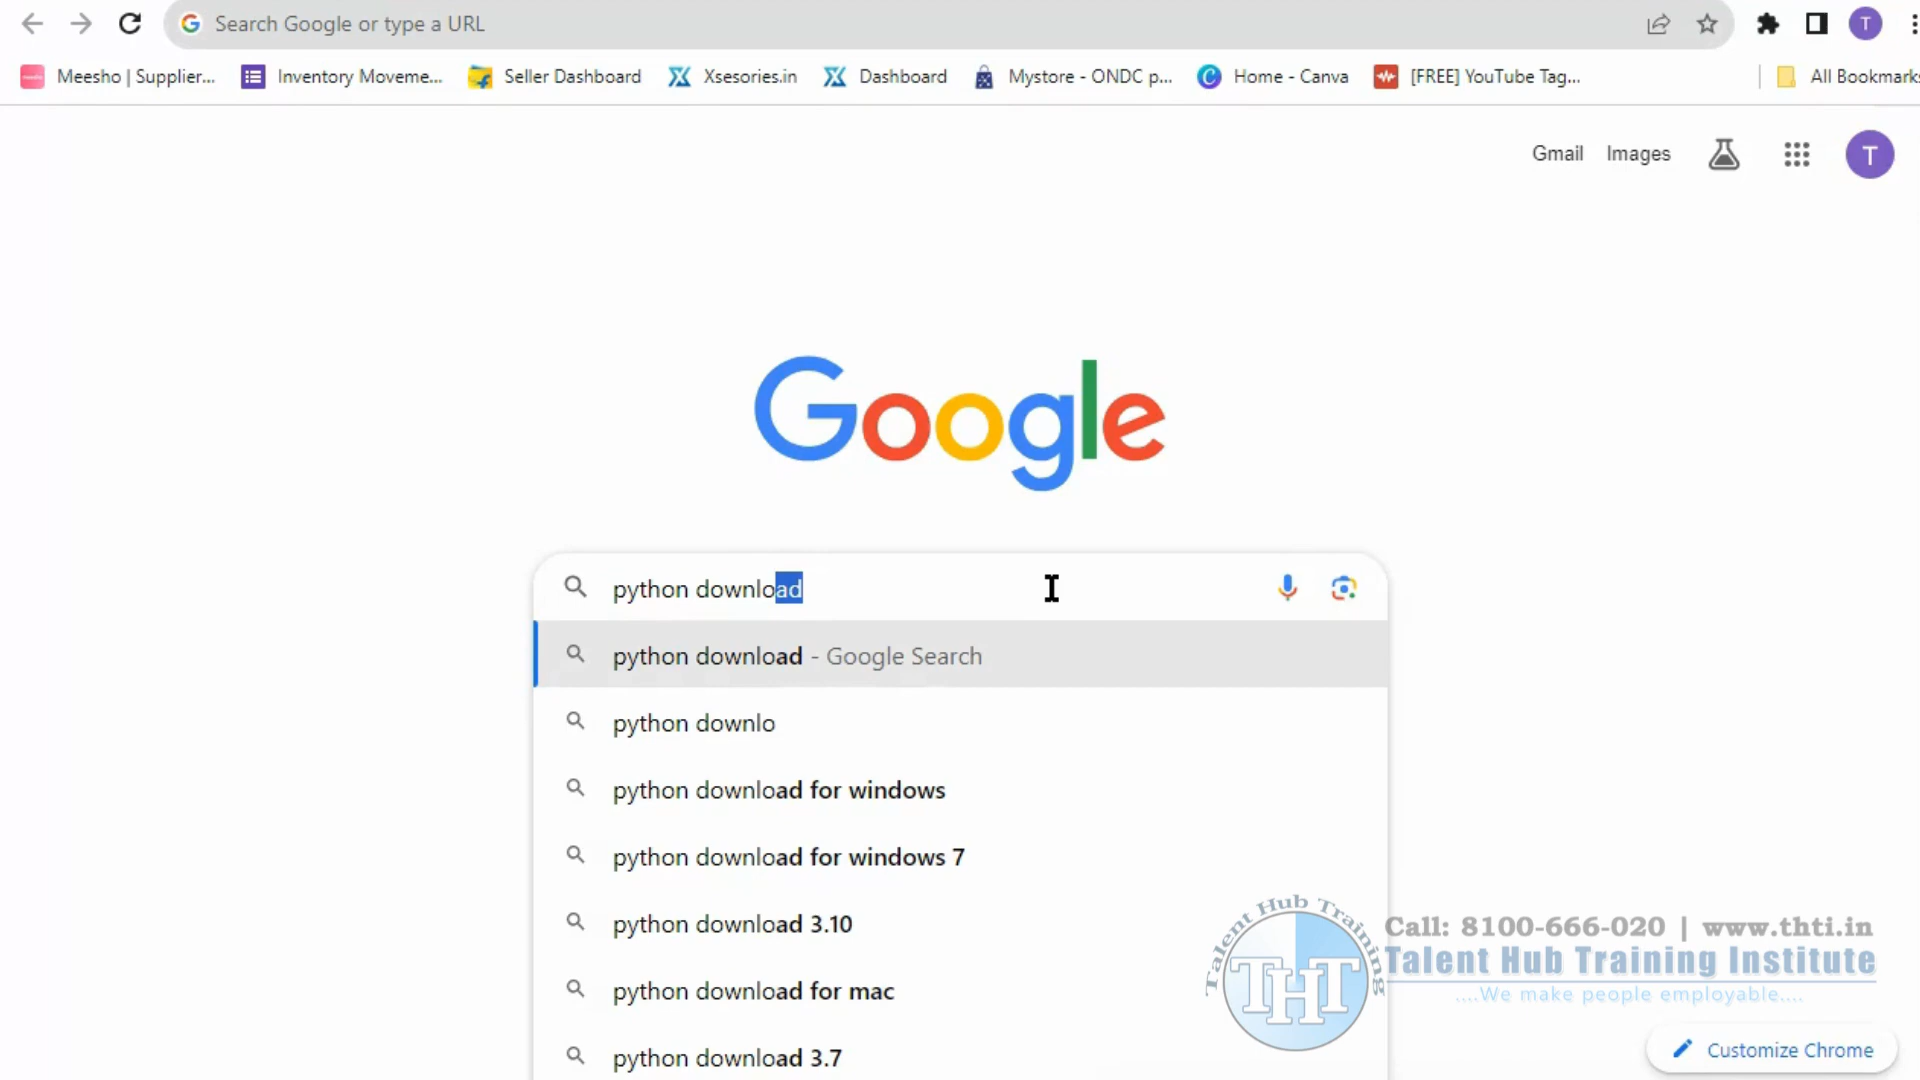 Search Google or type a URL
T
Meesho | Supplier...
Inventory Moveme...
Seller Dashboard
Xsesories.in
Dashboard
Mystore - ONDC p...
Home - Canva
[FREE] YouTube Tag...
All Bookmarks
Gmail
Images
T
Google
python download
python download - Google Search
python downlo
python download for windows
python download for windows 7
python download 3.10
python download for mac
python download 3.7
Talent Hub Training
THT
Call: 8100-666-020 | www.thti.in
Talent Hub Training Institute
....We make people employable....
Customize Chrome